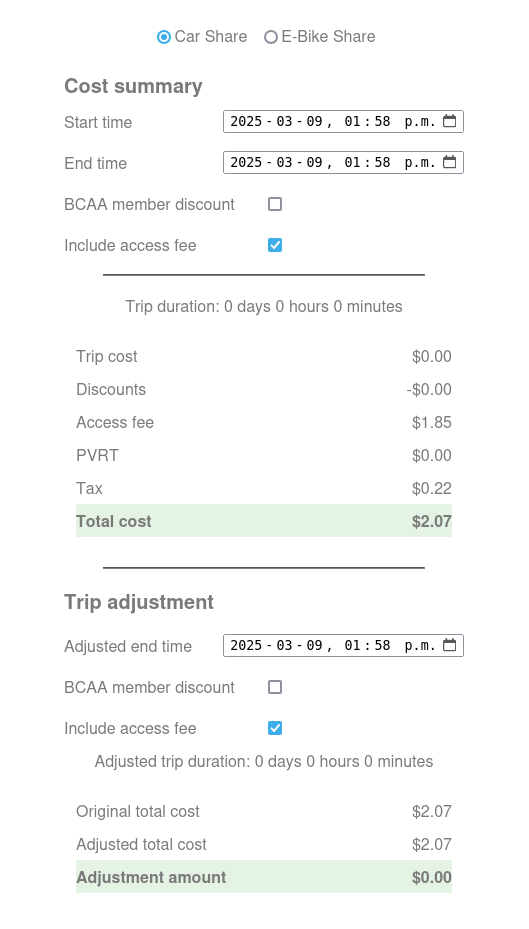 Car Share E-Bike Share
Cost summary
Start time 2025-03-09, 01:58 p.m.
End time 2025-03-09, 01:58 p.m.
BCAA member discount
Include access fee
Trip duration: 0 days 0 hours 0 minutes
Trip cost $0.00
Discounts -$0.00
Access fee $1.85
PVRT $0.00
Tax $0.22
Total cost $2.07
Trip adjustment
Adjusted end time 2025-03-09, 01:58 p.m.
BCAA member discount
Include access fee
Adjusted trip duration: 0 days 0 hours 0 minutes
Original total cost $2.07
Adjusted total cost $2.07
Adjustment amount $0.00